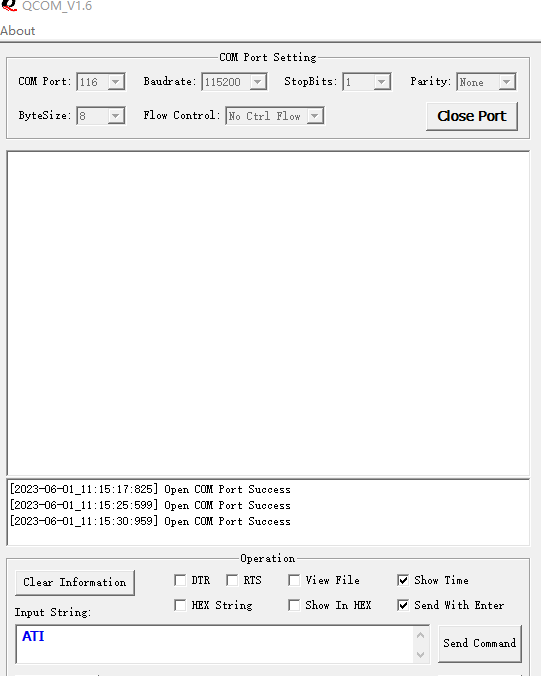 QCOM_V1.6
About
COM Port Setting
COM Port: 116 Baudrate: 115200 StopBits: 1 Parity: None
ByteSize: 8 Flow Control: No Ctrl Flow Close Port
[2023-06-01_11:15:17:825] Open COM Port Success
[2023-06-01_11:15:25:599] Open COM Port Success
[2023-06-01_11:15:30:959] Open COM Port Success
Operation
Clear Information DTR RTS View File Show Time
HEX String Show In HEX Send With Enter
Input String:
ATI
Send Command